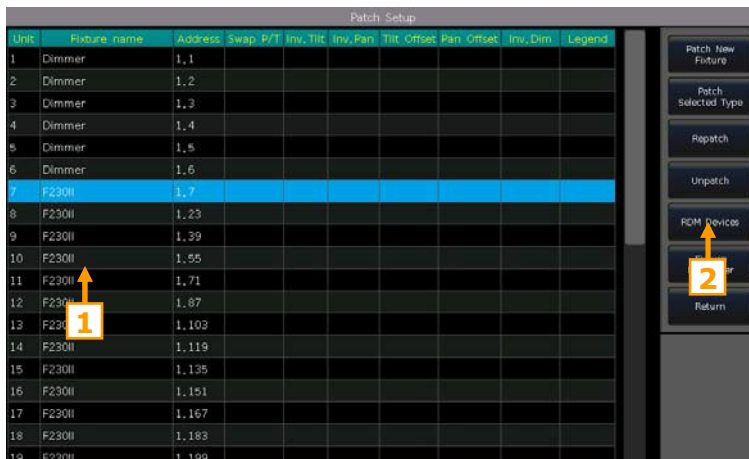 Patch Setup
Unit Fixture name Address Swap P/T Inv.Tilt Inv.Pan Tilt Offset Pan Offset Inv.Dim Legend
1 Dimmer 1.1
2 Dimmer 1.2
3 Dimmer 1.3
4 Dimmer 1.4
5 Dimmer 1.5
6 Dimmer 1.6
7 F230II 1.7
8 F230II 1.23
9 F230II 1.39
10 F230II 1.55
11 F230II 1.71
12 1.87
13 1.103
14 F230II 1.119
15 F230II 1.135
16 F230II 1.151
17 F230II 1.167
18 F230II 1.183
19 F230II 1.199
1
Patch New
Fixture
Patch
Selected Type
Repatch
Unpatch
RDM Devices
2
Return